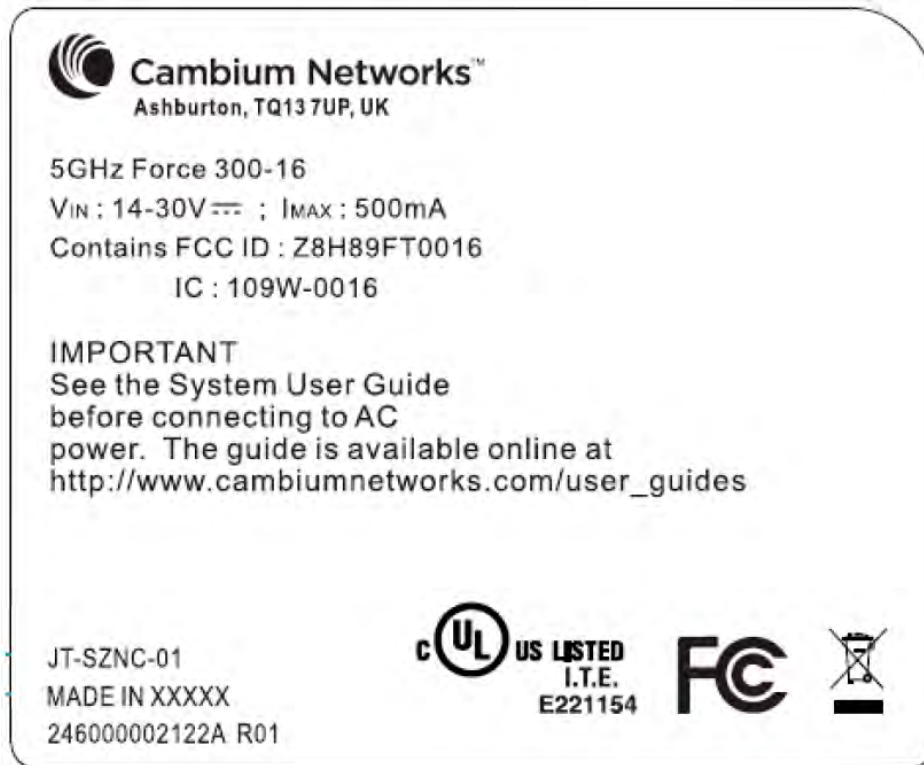 Cambium Networks™
Ashburton, TQ13 7UP, UK
5GHz Force 300-16
VIN : 14-30V⎓ ; IMAX : 500mA
Contains FCC ID : Z8H89FT0016
IC : 109W-0016
IMPORTANT
See the System User Guide
before connecting to AC
power. The guide is available online at
http://www.cambiumnetworks.com/user_guides
JT-SZNC-01
MADE IN XXXXX
246000002122A R01
C UL US LISTED
I.T.E.
E221154
FC